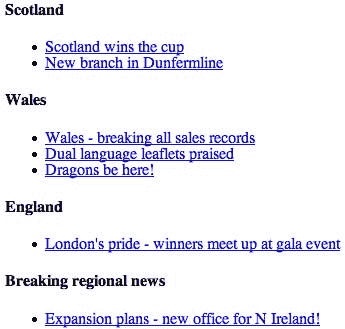 Scotland
Scotland wins the cup
New branch in Dunfermline
Wales
Wales - breaking all sales records
Dual language leaflets praised
Dragons be here!
England
London's pride - winners meet up at gala event
Breaking regional news
Expansion plans - new office for N Ireland!